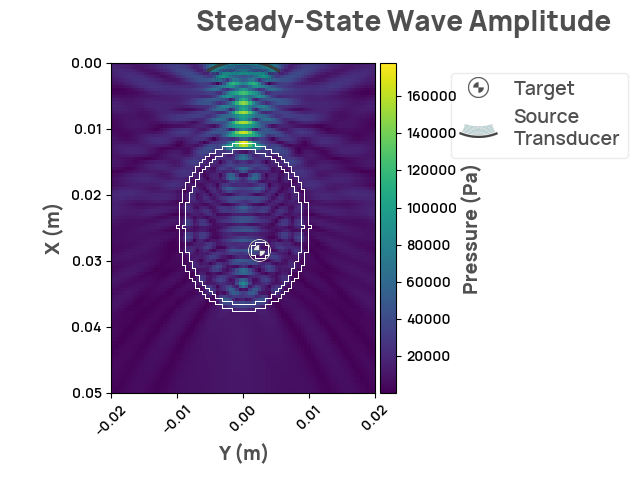 Steady-State Wave Amplitude
0.00
0.01
0.02
0.03
0.04
0.05
X (m)
−0.02
−0.01
0.00
0.01
0.02
Y (m)
160000
140000
120000
100000
80000
60000
40000
20000
Pressure (Pa)
Target
Source
Transducer